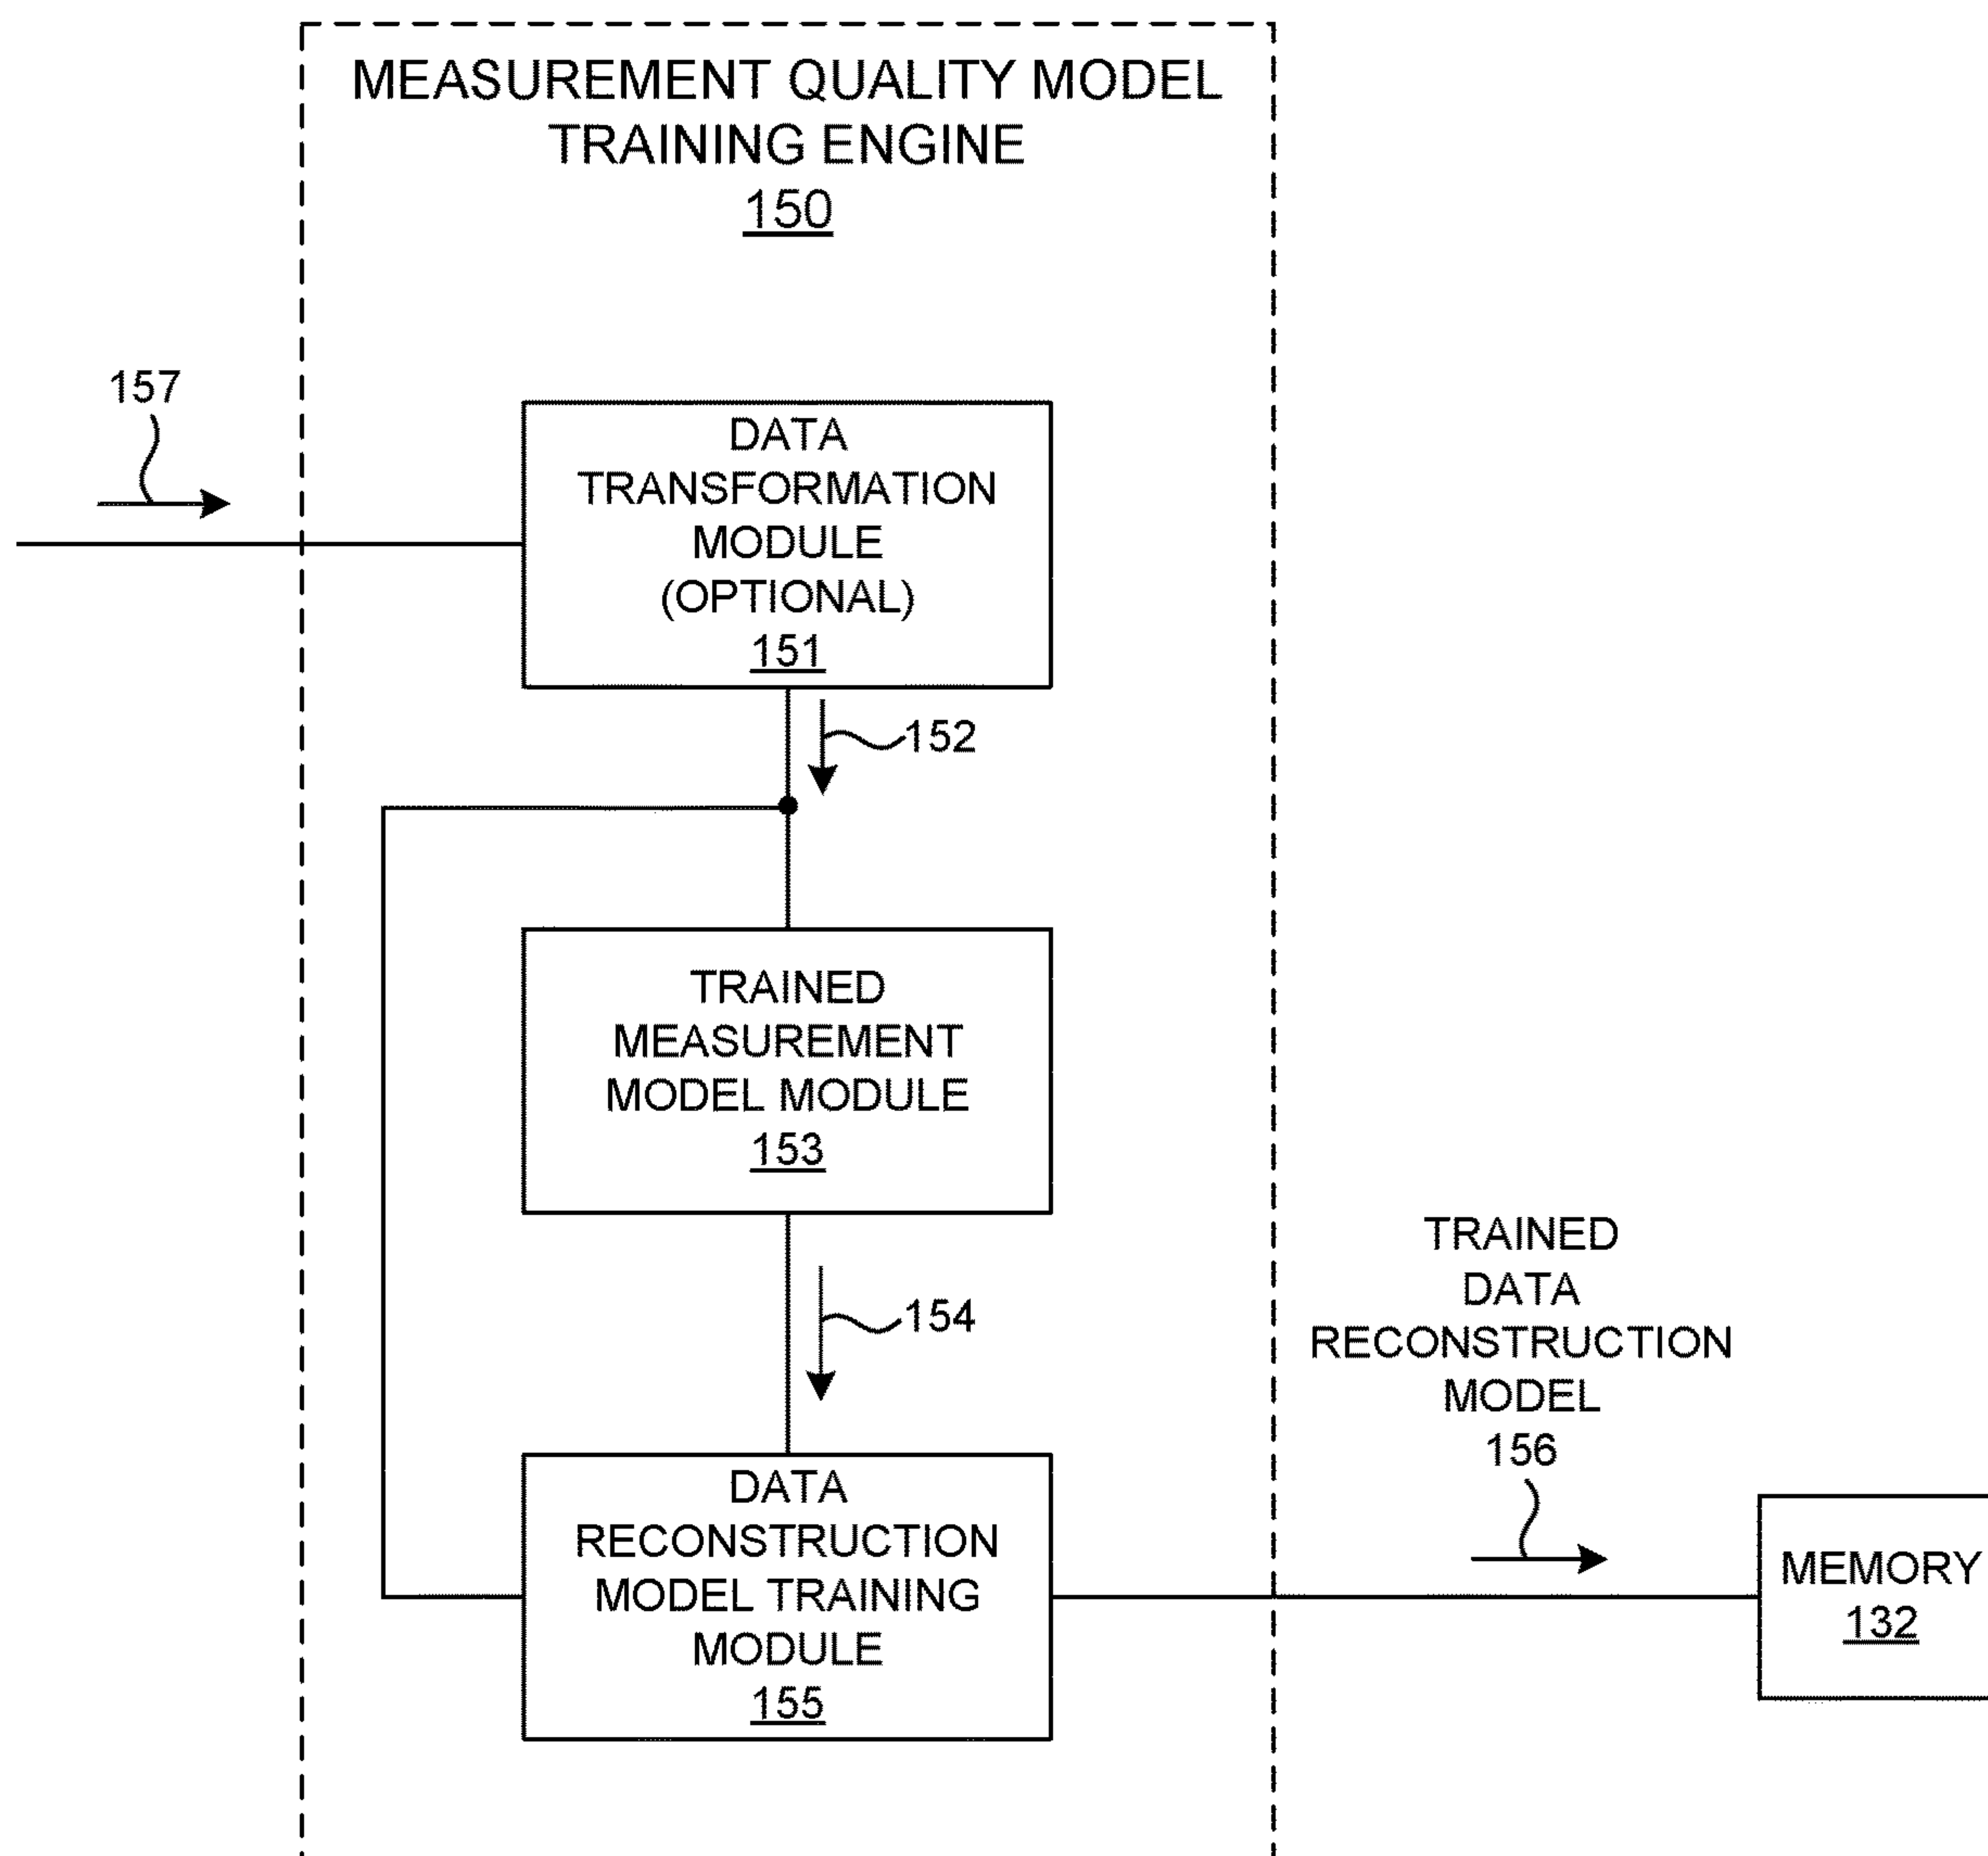 MEASUREMENT QUALITY MODEL
TRAINING ENGINE
150
157
DATA
TRANSFORMATION
MODULE
(OPTIONAL)
151
152
TRAINED
MEASUREMENT
MODEL MODULE
153
154
TRAINED
DATA
RECONSTRUCTION
MODEL
156
DATA
RECONSTRUCTION
MODEL TRAINING
MODULE
155
MEMORY
132